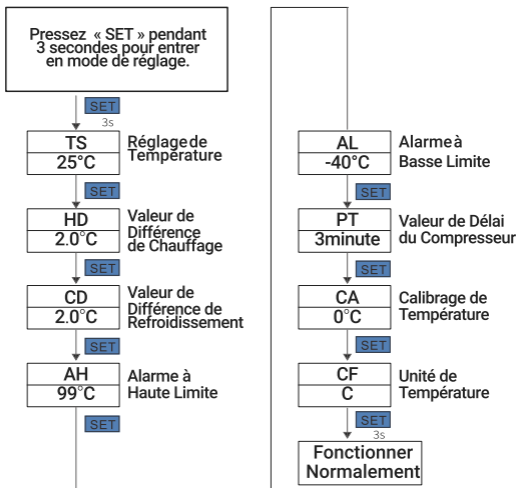 Pressez « SET » pendant
3 secondes pour entrer
en mode de réglage.
SET
3s
TS
25°C
Réglage de
Température
SET
HD
2.0°C
Valeur de
Différence
de Chauffage
SET
CD
2.0°C
Valeur de
Différence de
Refroidissement
SET
AH
99°C
Alarme à
Haute Limite
SET
AL
-40°C
Alarme à
Basse Limite
SET
PT
3minute
Valeur de Délai
du Compresseur
SET
CA
0°C
Calibrage de
Température
SET
CF
C
Unité de
Température
SET
3s
Fonctionner
Normalement